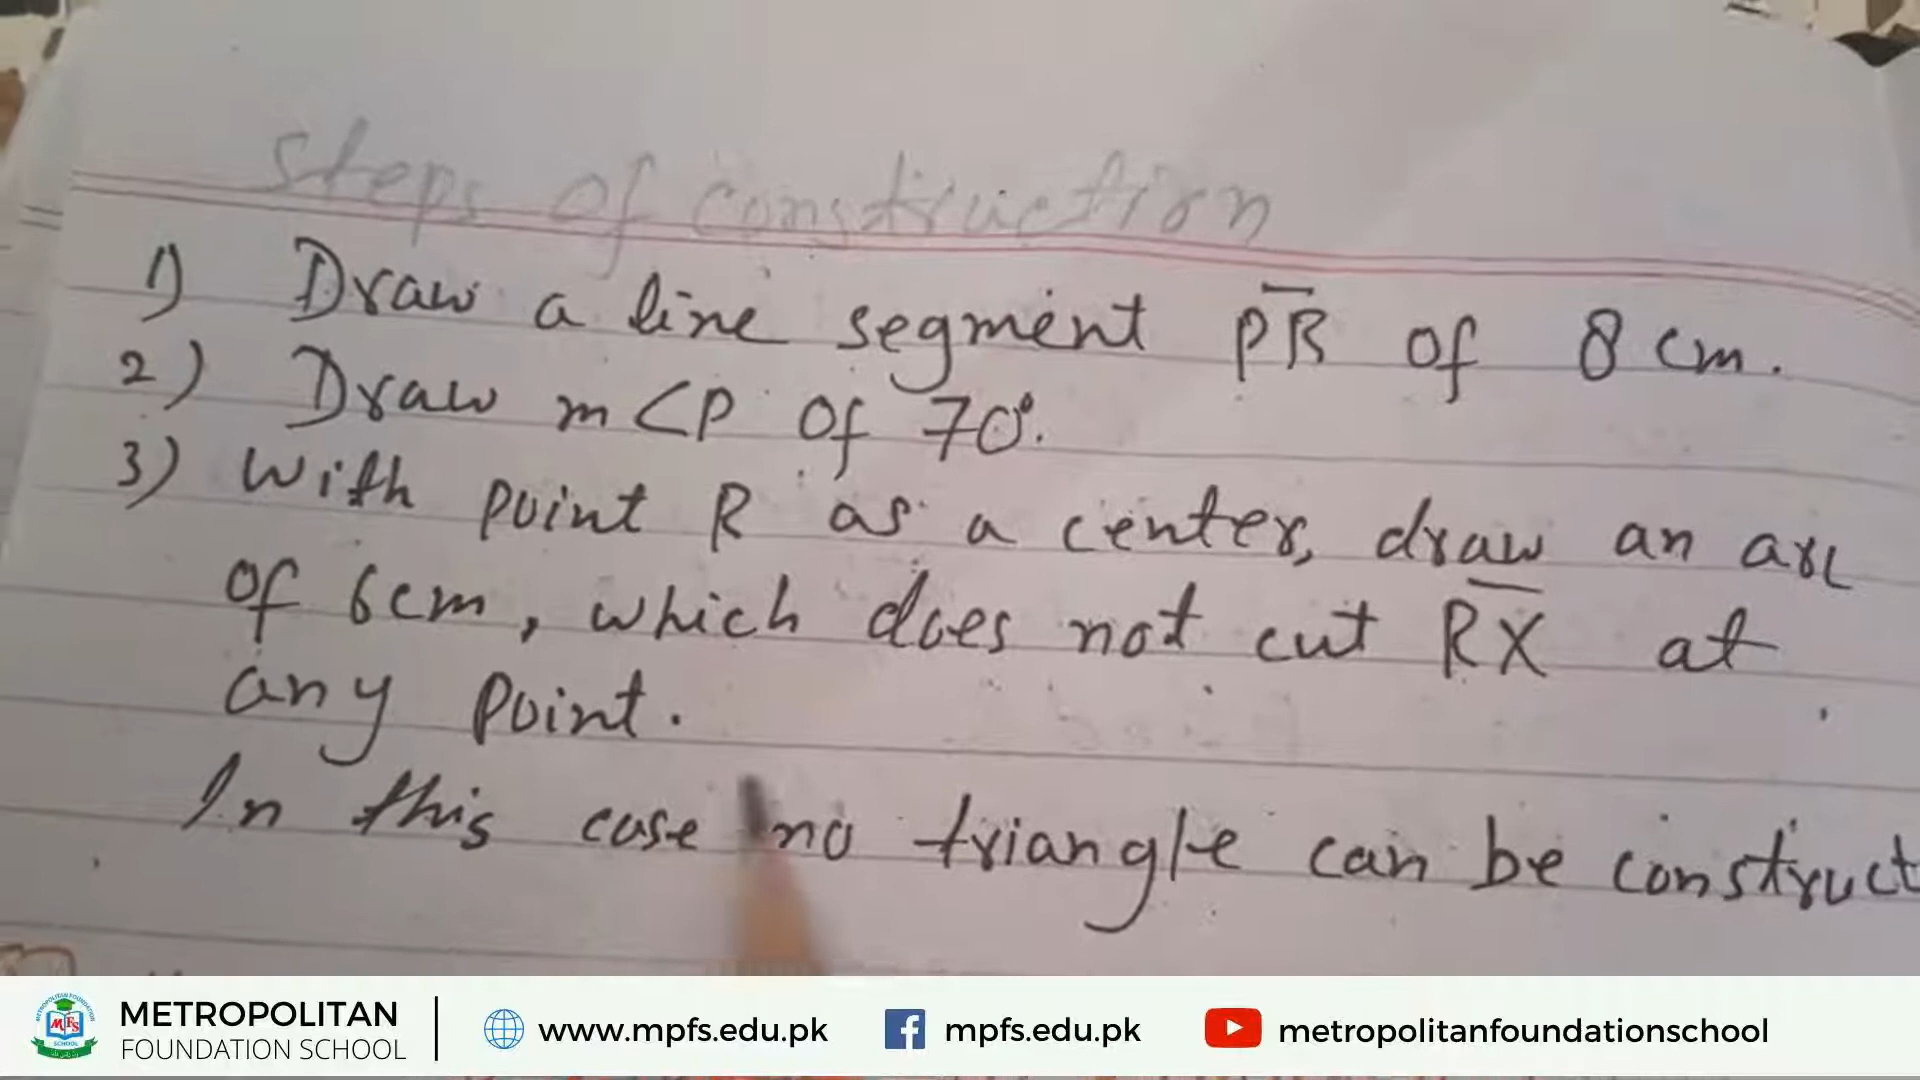 Steps of construction
1) Draw a line segment P̅R̅ of 8 cm.
2) Draw m<P of 70°.
3) With point R as a center, draw an arc
of 6cm, which does not cut R̅X̅ at
any point.
In this case no triangle can be construct
METROPOLITAN
FOUNDATION SCHOOL
www.mpfs.edu.pk
mpfs.edu.pk
metropolitanfoundationschool
MFS
SCHOOL